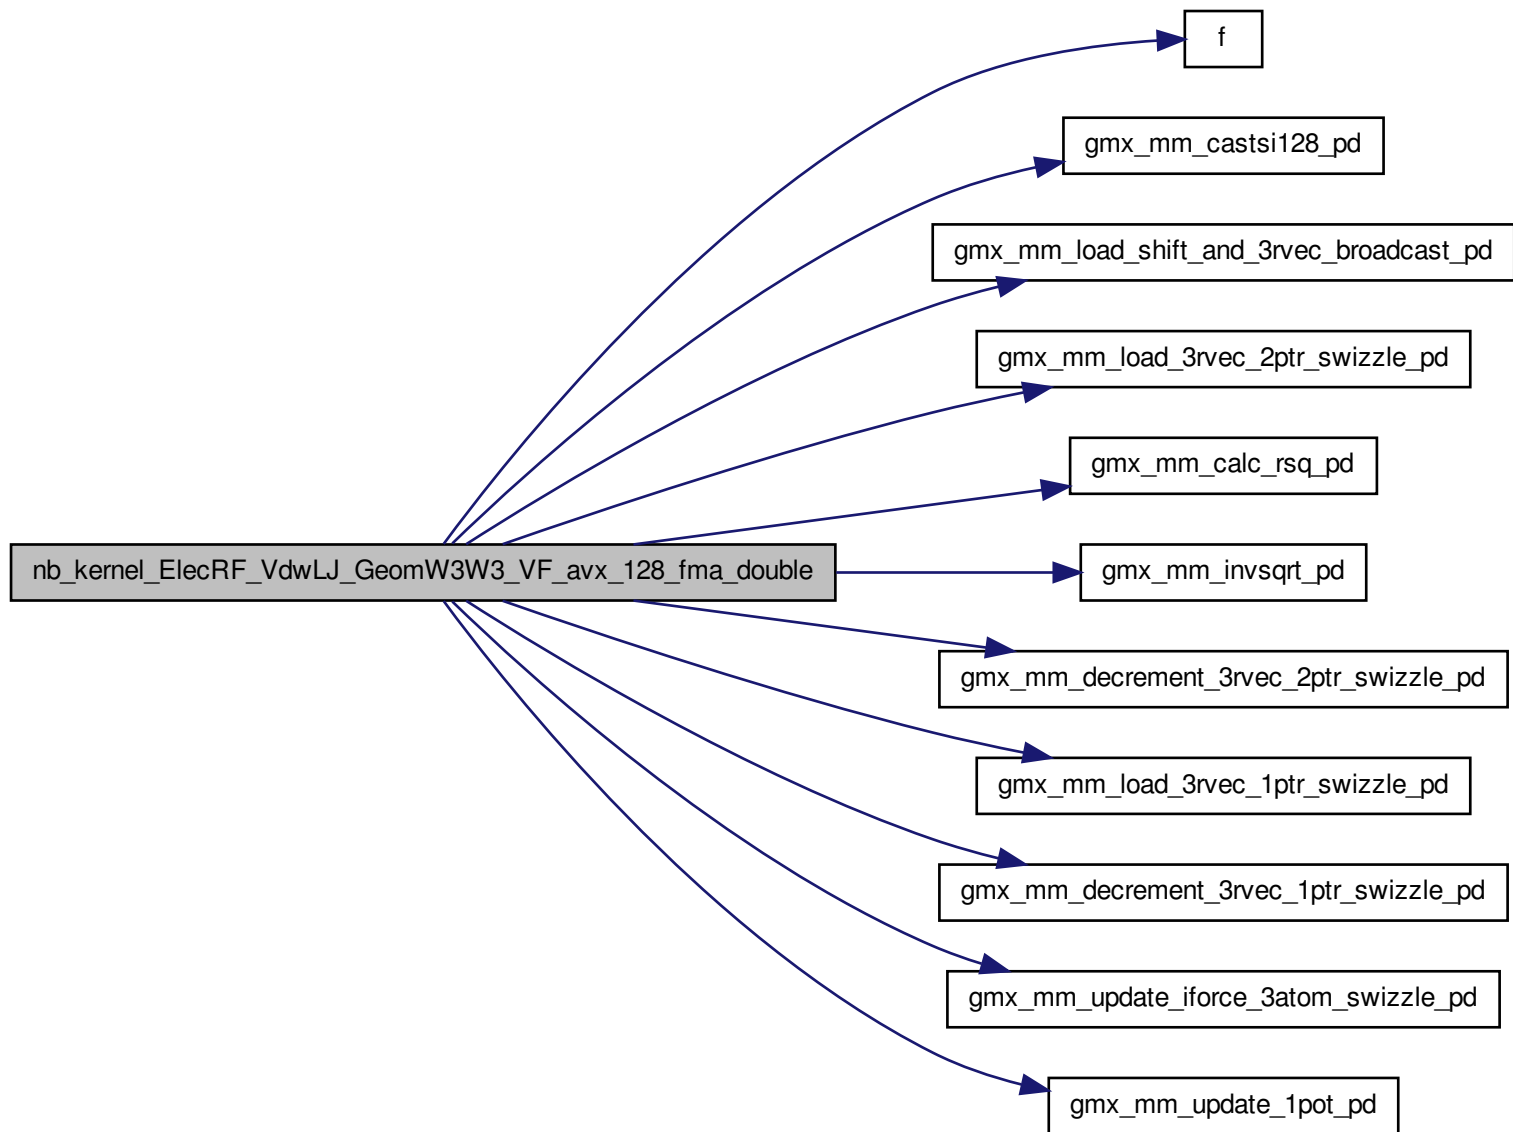 f
gmx_mm_castsi128_pd
gmx_mm_load_shift_and_3rvec_broadcast_pd
gmx_mm_load_3rvec_2ptr_swizzle_pd
gmx_mm_calc_rsq_pd
nb_kernel_ElecRF_VdwLJ_GeomW3W3_VF_avx_128_fma_double
gmx_mm_invsqrt_pd
gmx_mm_decrement_3rvec_2ptr_swizzle_pd
gmx_mm_load_3rvec_1ptr_swizzle_pd
gmx_mm_decrement_3rvec_1ptr_swizzle_pd
gmx_mm_update_iforce_3atom_swizzle_pd
gmx_mm_update_1pot_pd